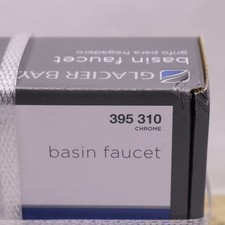 GLACIER BAY
basin faucet
grifo para fregadero
395 310
CHROME
basin faucet